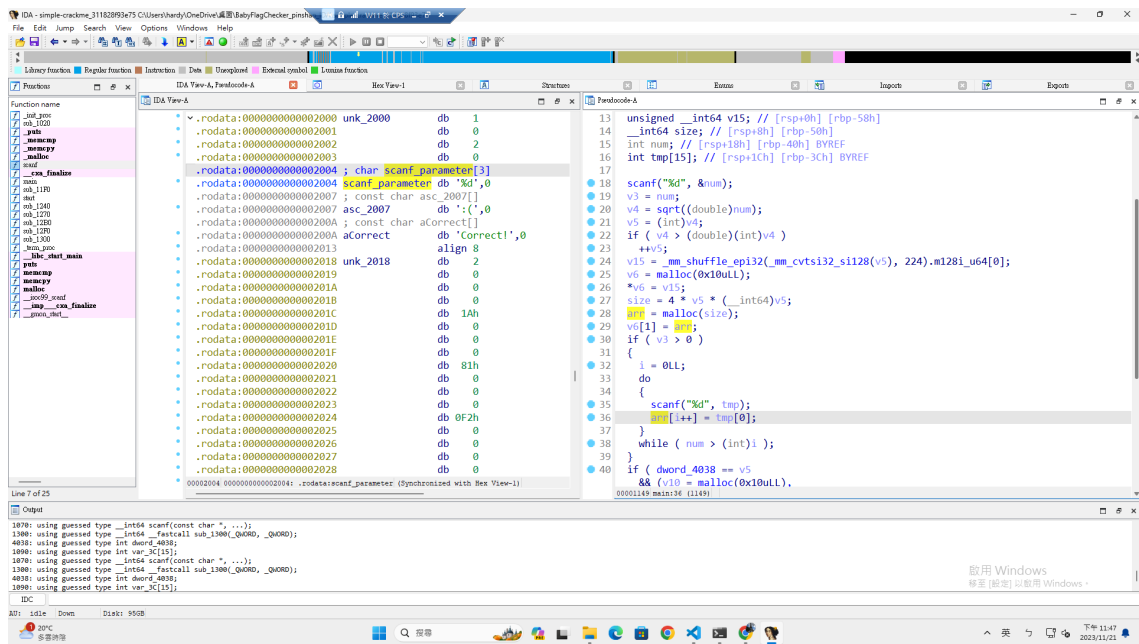 IDA - simple-crackme_311828f93e75 C:\Users\hardy\OneDrive\桌面\BabyFlagChecker_pinsha
W11 於 CPS
File Edit Jump Search View Options Windows Help
Library function Regular function Instruction Data Unexplored External symbol Lumina function
Functions
IDA View-A, Pseudocode-A
Hex View-1
Structures
Enums
Imports
Exports
Function name
_init_proc
sub_1020
_puts
_memcmp
_memcpy
_malloc
scanf
__cxa_finalize
main
sub_11F0
start
sub_1240
sub_1270
sub_12B0
sub_12F0
sub_1300
_term_proc
__libc_start_main
puts
memcmp
memcpy
malloc
__isoc99_scanf
__imp___cxa_finalize
__gmon_start__
Line 7 of 25
IDA View-A
.rodata:0000000000002000 unk_2000 db 1
.rodata:0000000000002001 db 0
.rodata:0000000000002002 db 2
.rodata:0000000000002003 db 0
.rodata:0000000000002004 ; char scanf_parameter[3]
.rodata:0000000000002004 scanf_parameter db '%d',0
.rodata:0000000000002007 ; const char asc_2007[]
.rodata:0000000000002007 asc_2007 db ':(',0
.rodata:000000000000200A ; const char aCorrect[]
.rodata:000000000000200A aCorrect db 'Correct!',0
.rodata:0000000000002013 align 8
.rodata:0000000000002018 unk_2018 db 2
.rodata:0000000000002019 db 0
.rodata:000000000000201A db 0
.rodata:000000000000201B db 0
.rodata:000000000000201C db 1Ah
.rodata:000000000000201D db 0
.rodata:000000000000201E db 0
.rodata:000000000000201F db 0
.rodata:0000000000002020 db 81h
.rodata:0000000000002021 db 0
.rodata:0000000000002022 db 0
.rodata:0000000000002023 db 0
.rodata:0000000000002024 db 0F2h
.rodata:0000000000002025 db 0
.rodata:0000000000002026 db 0
.rodata:0000000000002027 db 0
.rodata:0000000000002028 db 0
00002004 0000000000002004: .rodata:scanf_parameter (Synchronized with Hex View-1)
Pseudocode-A
13 unsigned __int64 v15; // [rsp+0h] [rbp-58h]
14 __int64 size; // [rsp+8h] [rbp-50h]
15 int num; // [rsp+18h] [rbp-40h] BYREF
16 int tmp[15]; // [rsp+1Ch] [rbp-3Ch] BYREF
17
18 scanf("%d", &num);
19 v3 = num;
20 v4 = sqrt((double)num);
21 v5 = (int)v4;
22 if ( v4 > (double)(int)v4 )
23 ++v5;
24 v15 = _mm_shuffle_epi32(_mm_cvtsi32_si128(v5), 224).m128i_u64[0];
25 v6 = malloc(0x10uLL);
26 *v6 = v15;
27 size = 4 * v5 * (__int64)v5;
28 arr = malloc(size);
29 v6[1] = arr;
30 if ( v3 > 0 )
31 {
32 i = 0LL;
33 do
34 {
35 scanf("%d", tmp);
36 arr[i++] = tmp[0];
37 }
38 while ( num > (int)i );
39 }
40 if ( dword_4038 == v5
&& (v10 = malloc(0x10uLL),
00001149 main:36 (1149)
Output
1070: using guessed type __int64 scanf(const char *, ...);
1300: using guessed type __int64 __fastcall sub_1300(_QWORD, _QWORD);
4038: using guessed type int dword_4038;
1090: using guessed type int var_3C[15];
1070: using guessed type __int64 scanf(const char *, ...);
1300: using guessed type __int64 __fastcall sub_1300(_QWORD, _QWORD);
4038: using guessed type int dword_4038;
1090: using guessed type int var_3C[15];
IDC
AU: idle Down Disk: 95GB
啟用 Windows
移至 [設定] 以啟用 Windows。
1
20°C
多雲時陰
搜尋
英
下午 11:47
2023/11/21